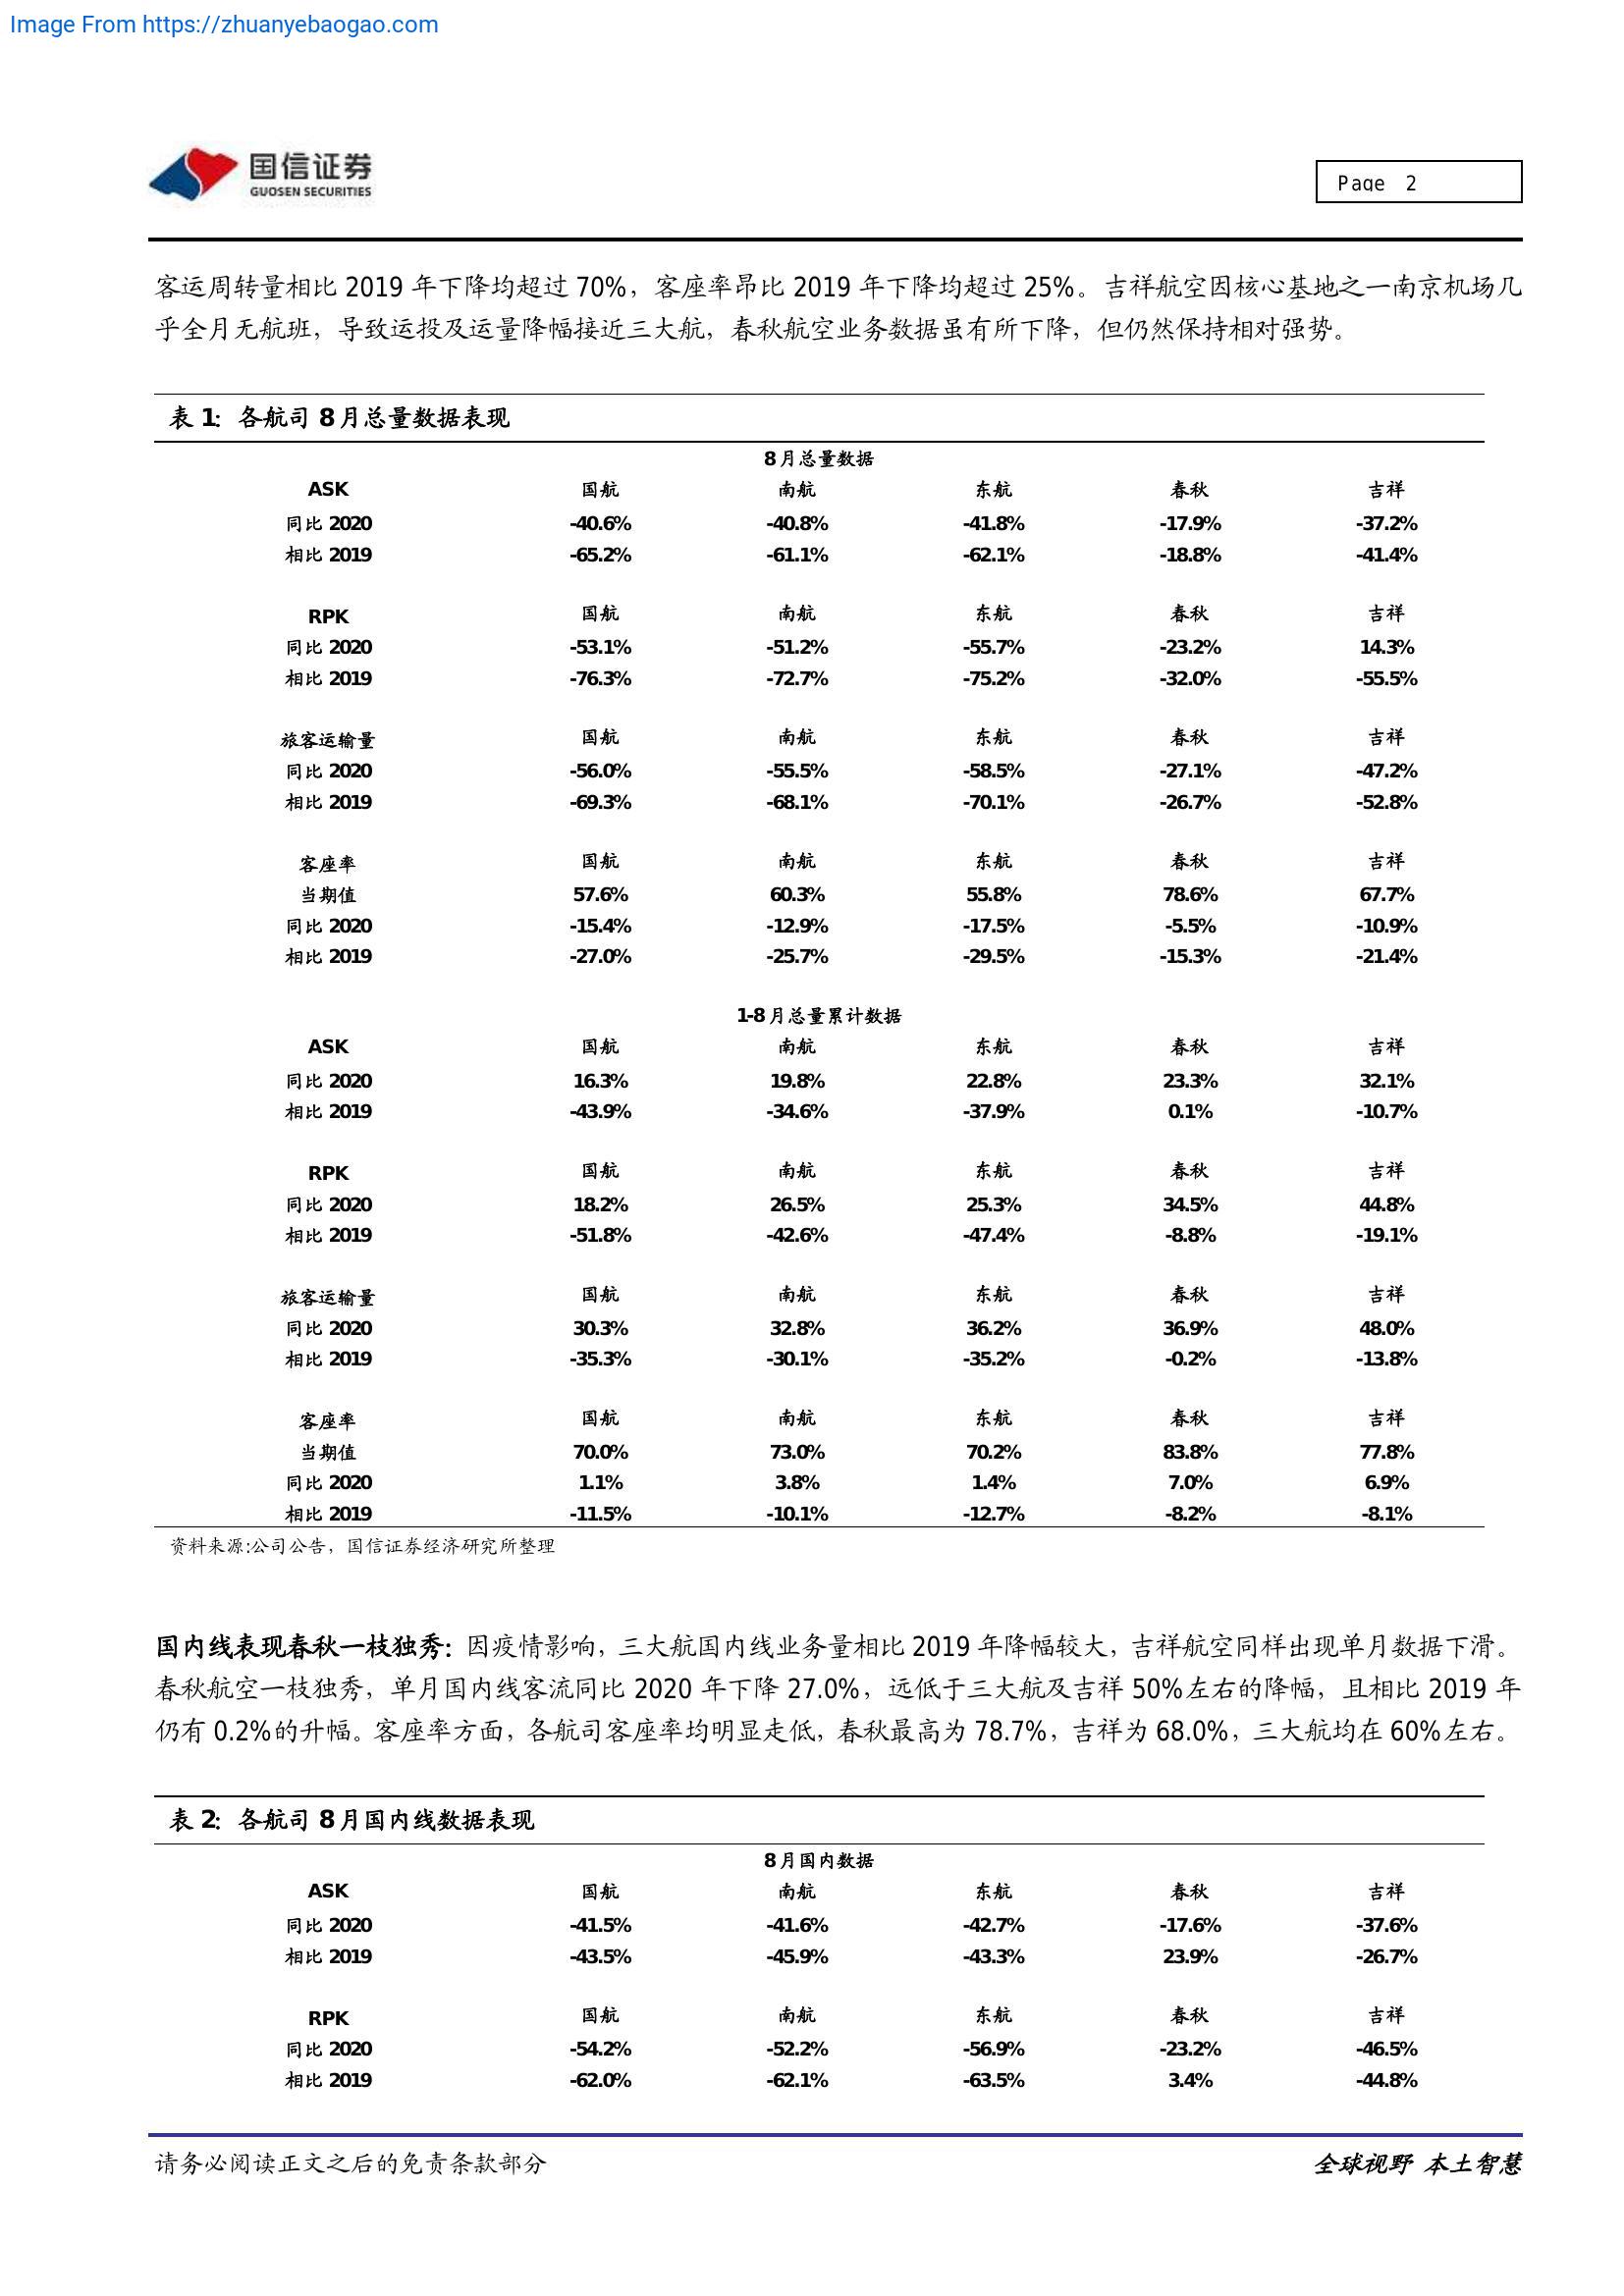 Image From https://zhuanyebaogao.com
国信证券
GUOSEN SECURITIES
Page 2
客运周转量相比 2019 年下降均超过 70%，客座率昂比 2019 年下降均超过 25%。吉祥航空因核心基地之一南京机场几
乎全月无航班，导致运投及运量降幅接近三大航，春秋航空业务数据虽有所下降，但仍然保持相对强势。
表 1：各航司 8 月总量数据表现
8 月总量数据
ASK 国航 南航 东航 春秋 吉祥
同比 2020 -40.6% -40.8% -41.8% -17.9% -37.2%
相比 2019 -65.2% -61.1% -62.1% -18.8% -41.4%
RPK 国航 南航 东航 春秋 吉祥
同比 2020 -53.1% -51.2% -55.7% -23.2% 14.3%
相比 2019 -76.3% -72.7% -75.2% -32.0% -55.5%
旅客运输量 国航 南航 东航 春秋 吉祥
同比 2020 -56.0% -55.5% -58.5% -27.1% -47.2%
相比 2019 -69.3% -68.1% -70.1% -26.7% -52.8%
客座率 国航 南航 东航 春秋 吉祥
当期值 57.6% 60.3% 55.8% 78.6% 67.7%
同比 2020 -15.4% -12.9% -17.5% -5.5% -10.9%
相比 2019 -27.0% -25.7% -29.5% -15.3% -21.4%
1-8 月总量累计数据
ASK 国航 南航 东航 春秋 吉祥
同比 2020 16.3% 19.8% 22.8% 23.3% 32.1%
相比 2019 -43.9% -34.6% -37.9% 0.1% -10.7%
RPK 国航 南航 东航 春秋 吉祥
同比 2020 18.2% 26.5% 25.3% 34.5% 44.8%
相比 2019 -51.8% -42.6% -47.4% -8.8% -19.1%
旅客运输量 国航 南航 东航 春秋 吉祥
同比 2020 30.3% 32.8% 36.2% 36.9% 48.0%
相比 2019 -35.3% -30.1% -35.2% -0.2% -13.8%
客座率 国航 南航 东航 春秋 吉祥
当期值 70.0% 73.0% 70.2% 83.8% 77.8%
同比 2020 1.1% 3.8% 1.4% 7.0% 6.9%
相比 2019 -11.5% -10.1% -12.7% -8.2% -8.1%
资料来源:公司公告，国信证券经济研究所整理
国内线表现春秋一枝独秀：因疫情影响，三大航国内线业务量相比 2019 年降幅较大，吉祥航空同样出现单月数据下滑。
春秋航空一枝独秀，单月国内线客流同比 2020 年下降 27.0%，远低于三大航及吉祥 50%左右的降幅，且相比 2019 年
仍有 0.2%的升幅。客座率方面，各航司客座率均明显走低，春秋最高为 78.7%，吉祥为 68.0%，三大航均在 60%左右。
表 2：各航司 8 月国内线数据表现
8 月国内数据
ASK 国航 南航 东航 春秋 吉祥
同比 2020 -41.5% -41.6% -42.7% -17.6% -37.6%
相比 2019 -43.5% -45.9% -43.3% 23.9% -26.7%
RPK 国航 南航 东航 春秋 吉祥
同比 2020 -54.2% -52.2% -56.9% -23.2% -46.5%
相比 2019 -62.0% -62.1% -63.5% 3.4% -44.8%
请务必阅读正文之后的免责条款部分
全球视野 本土智慧